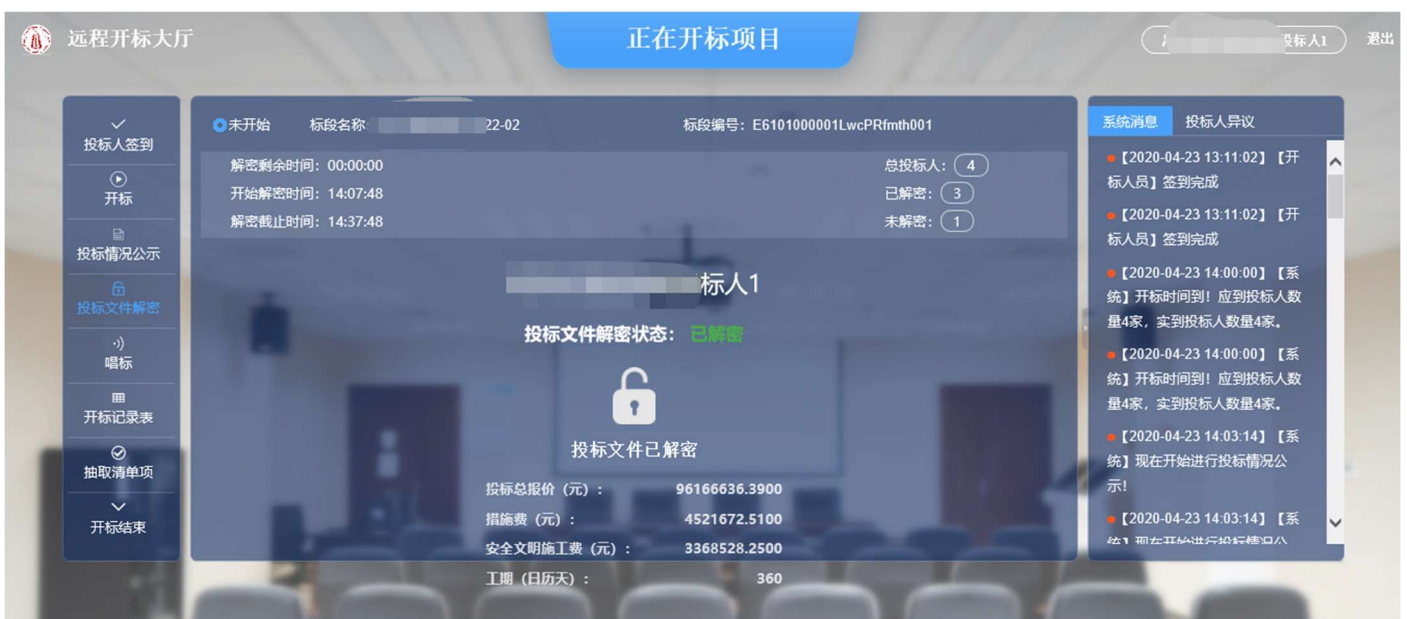 远程开标大厅
正在开标项目
投标人1
退出
投标人签到
开标
投标情况公示
投标文件解密
唱标
开标记录表
抽取清单项
开标结束
未开始 标段名称: 22-02 标段编号：E6101000001LwcPRfmth001
解密剩余时间：00:00:00 总投标人： 4
开始解密时间：14:07:48 已解密： 3
解密截止时间：14:37:48 未解密： 1
标人1
投标文件解密状态： 已解密
投标文件已解密
投标总报价（元）： 96166636.3900
措施费（元）： 4521672.5100
安全文明施工费（元）： 3368528.2500
工期（日历天）： 360
系统消息 投标人异议
【2020-04-23 13:11:02】【开
标人员】签到完成
【2020-04-23 13:11:02】【开
标人员】签到完成
【2020-04-23 14:00:00】【系
统】开标时间到！应到投标人数
量4家，实到投标人数量4家。
【2020-04-23 14:00:00】【系
统】开标时间到！应到投标人数
量4家，实到投标人数量4家。
【2020-04-23 14:03:14】【系
统】现在开始进行投标情况公
示！
【2020-04-23 14:03:14】【系
统】现在开始进行投标情况公